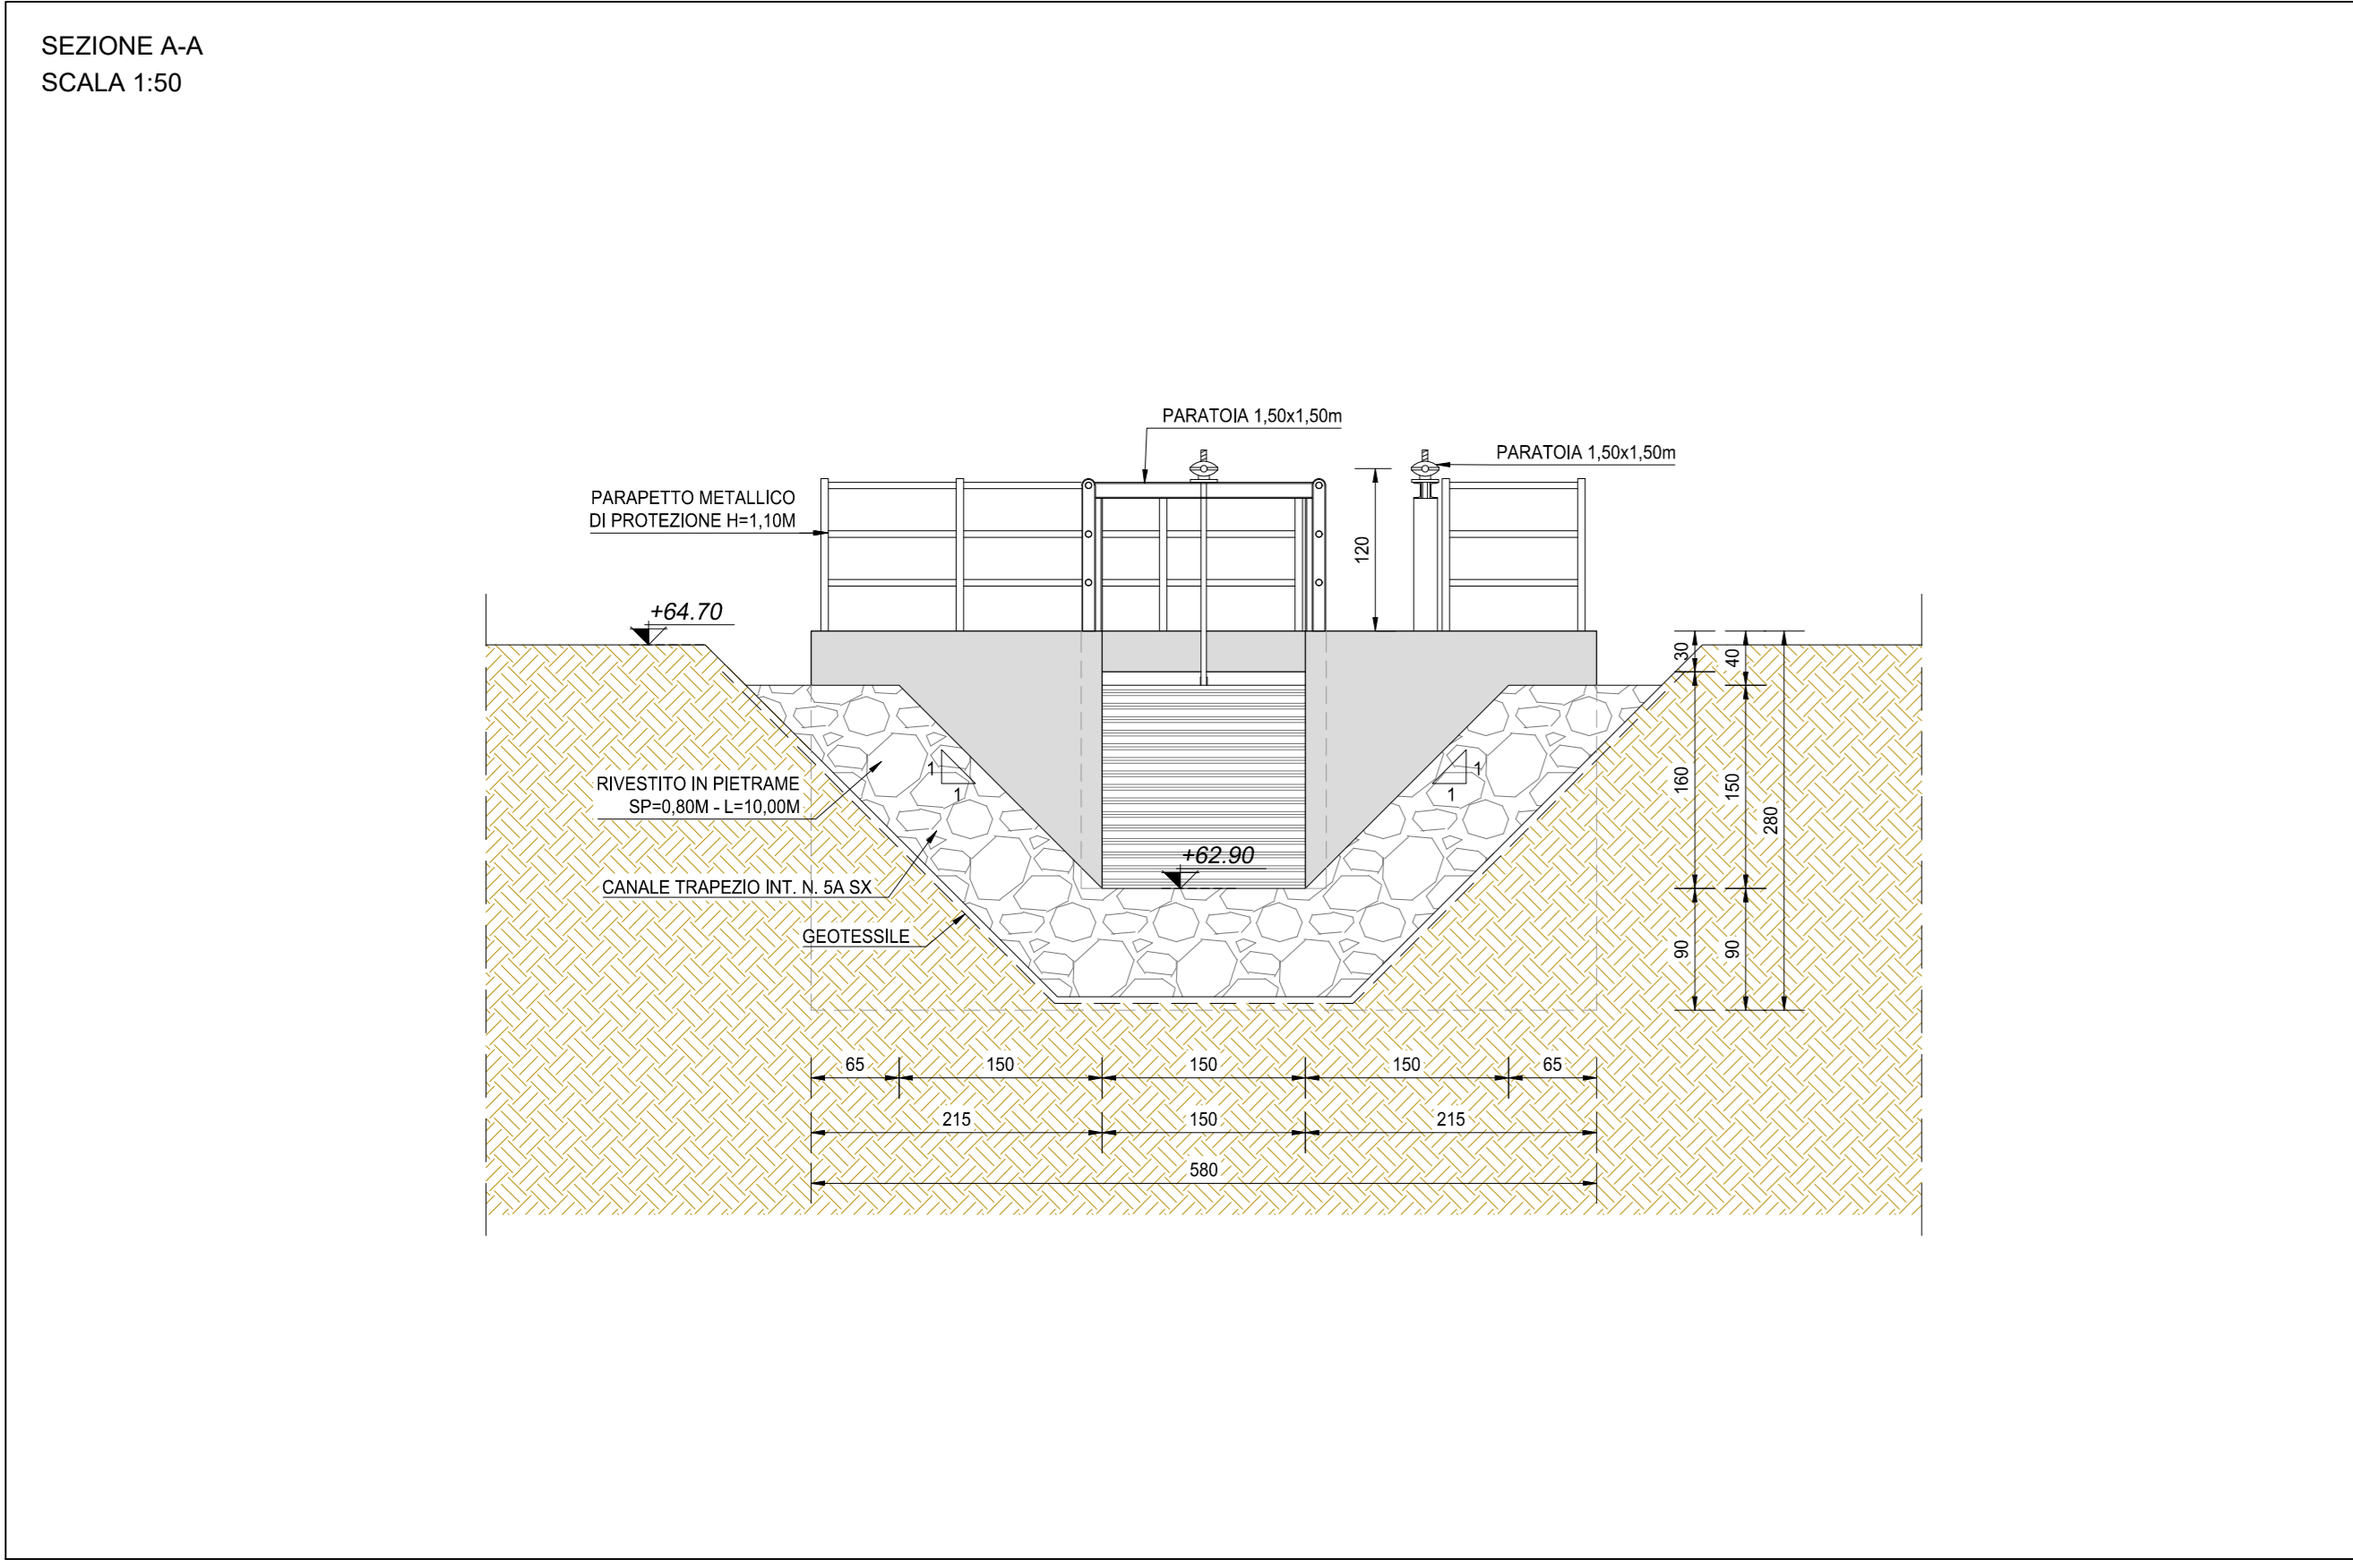 SEZIONE A-A
SCALA 1:50
PARATOIA 1,50x1,50m
PARATOIA 1,50x1,50m
PARAPETTO METALLICO
DI PROTEZIONE H=1,10M
120
+64.70
30
40
160
150
280
1
1
1
1
RIVESTITO IN PIETRAME
SP=0,80M - L=10,00M
+62.90
CANALE TRAPEZIO INT. N. 5A SX
GEOTESSILE
90
90
65
150
150
150
65
215
150
215
580